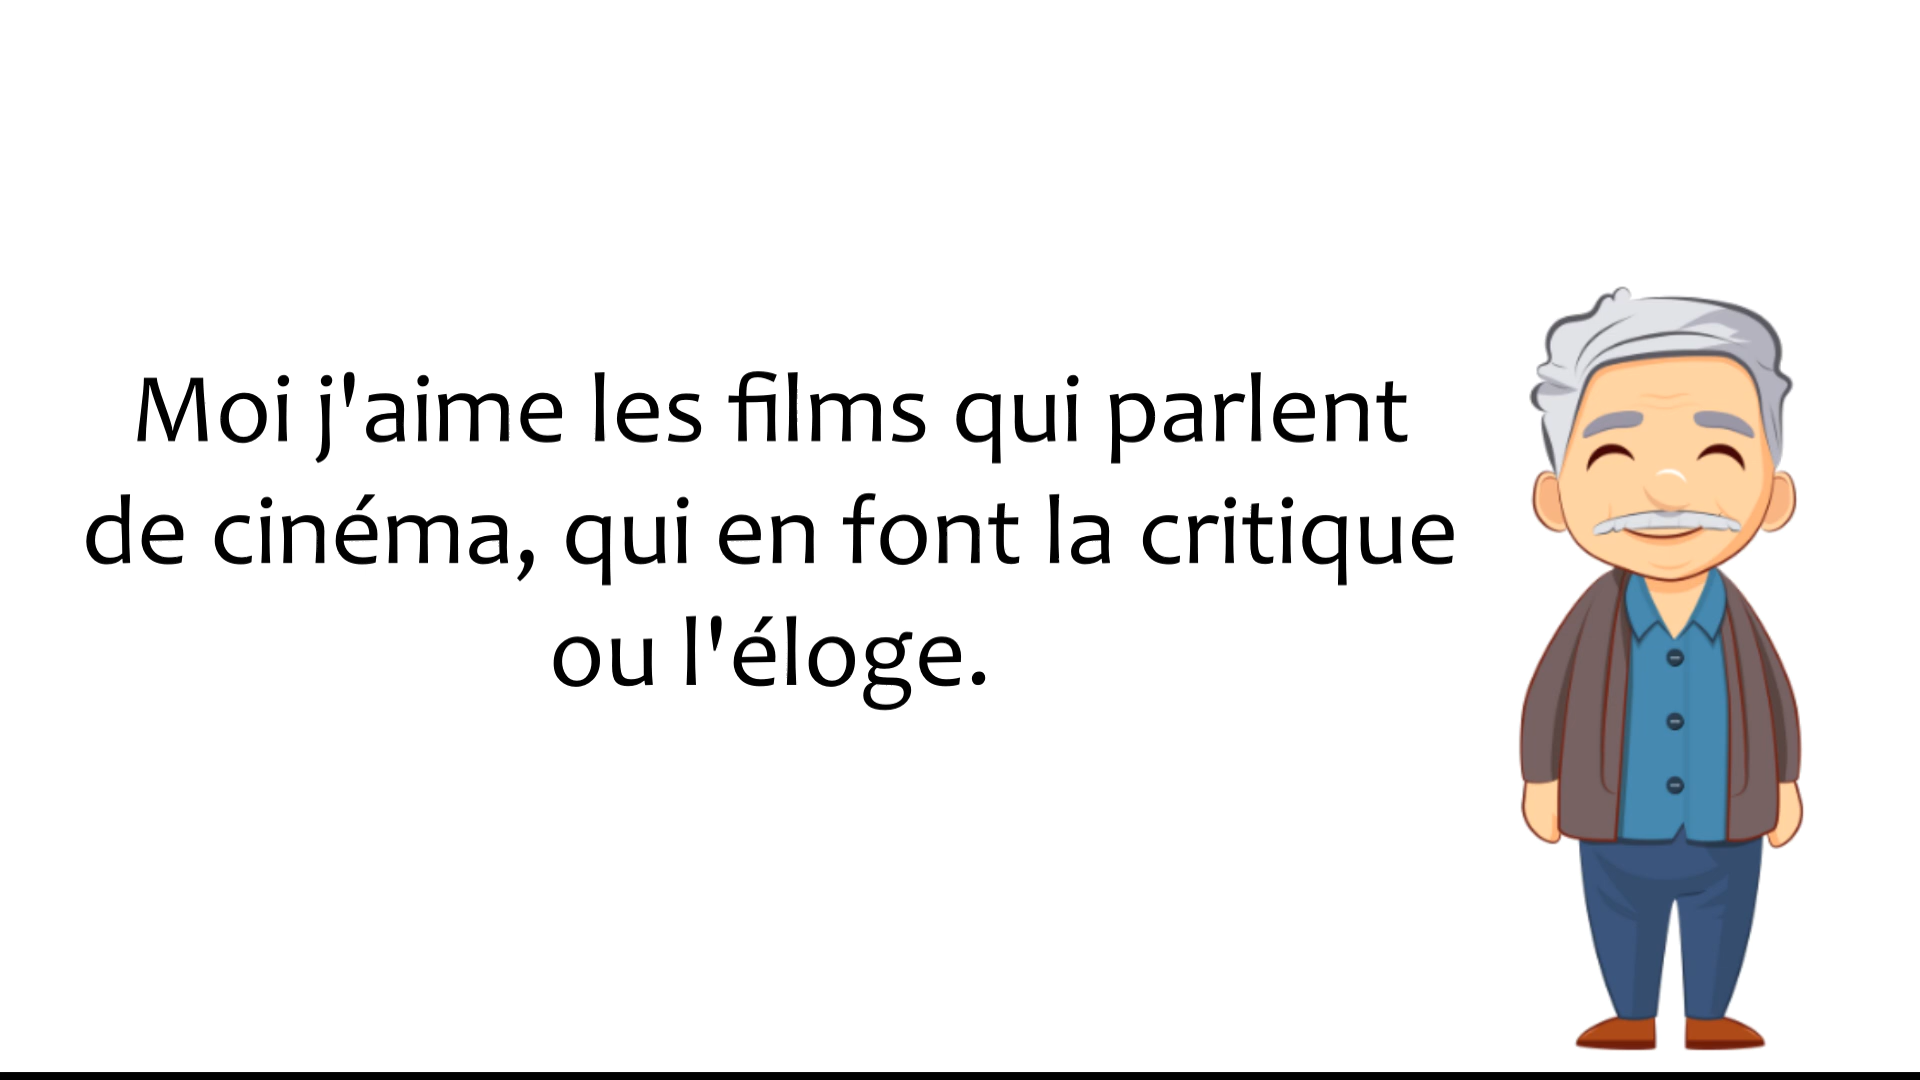 Moi j'aime les films qui parlent
de cinéma, qui en font la critique
ou l'éloge.